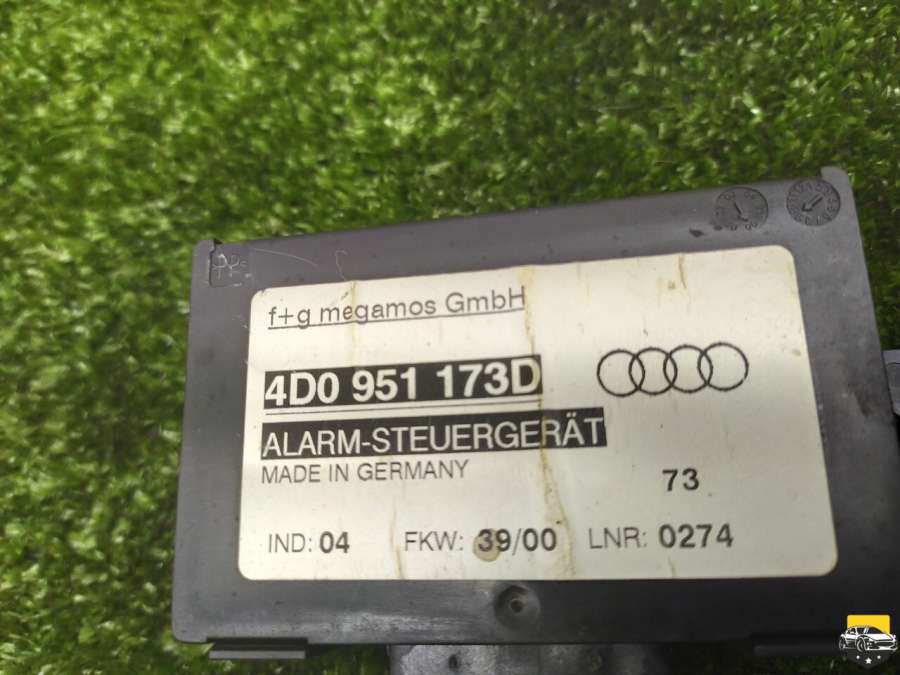 f+g megamos GmbH
4D0 951 173D
ALARM-STEUERGERÄT
MADE IN GERMANY
73
IND: 04 FKW: 39/00 LNR: 0274